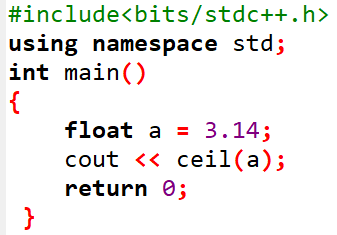 #include<bits/stdc++.h>
using namespace std;
int main()
{
    float a = 3.14;
    cout << ceil(a);
    return 0;
 }